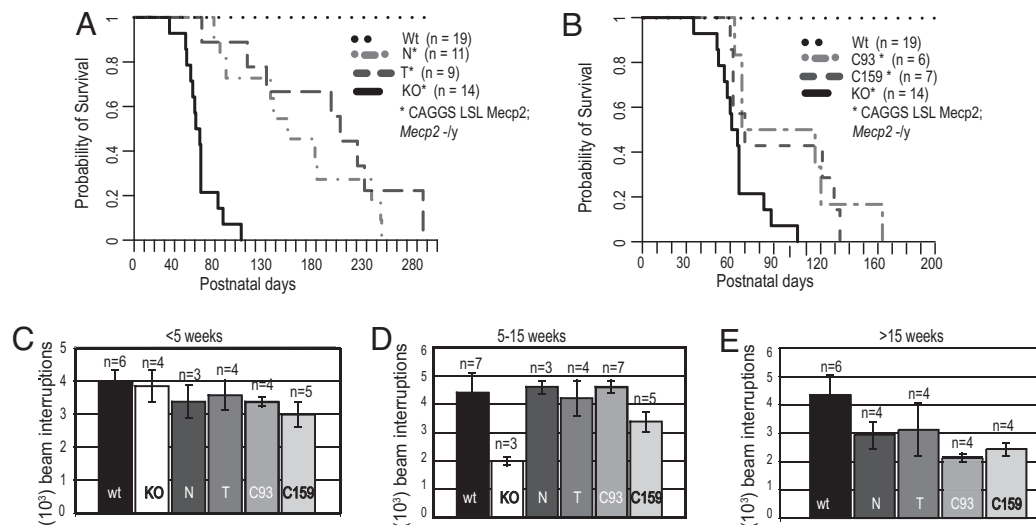 A
Probability of Survival
1
0.8
0.6
0.4
0.2
0
Wt (n = 19)
N* (n = 11)
T* (n = 9)
KO* (n = 14)
* CAGGS LSL Mecp2;
Mecp2 -/y
0 40 80 130 180 230 280
Postnatal days
B
Probability of Survival
1
0.8
0.6
0.4
0.2
0
Wt (n = 19)
C93 * (n = 6)
C159 * (n = 7)
KO* (n = 14)
* CAGGS LSL Mecp2;
Mecp2 -/y
0 30 60 90 120 160 200
Postnatal days
C
<5 weeks
(10³) beam interruptions
5
4
3
2
1
0
n=6 n=4 n=3 n=4 n=4 n=5
wt KO N T C93 C159
D
5-15 weeks
(10³) beam interruptions
6
5
4
3
2
1
0
n=7 n=3 n=3 n=4 n=7 n=5
wt KO N T C93 C159
E
>15 weeks
(10³) beam interruptions
6
5
4
3
2
1
0
n=6 n=4 n=4 n=4 n=4
wt N T C93 C159